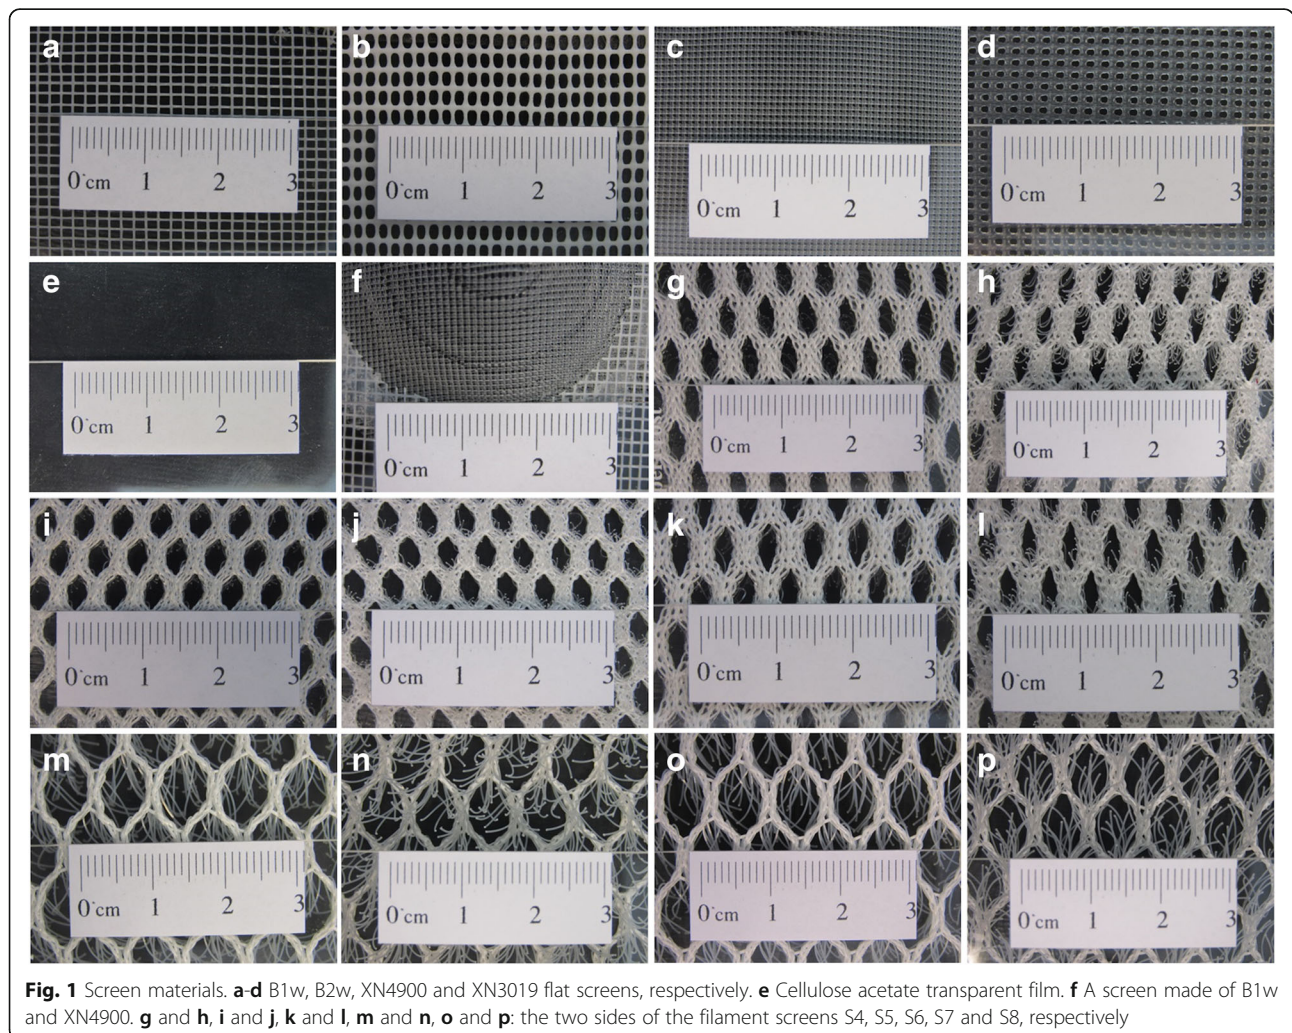 a b c d
0 cm 1 2 3
0 cm 1 2 3
0 cm 1 2 3
0 cm 1 2 3
e f g h
0 cm 1 2 3
0 cm 1 2 3
0 cm 1 2 3
0 cm 1 2 3
i j k l
0 cm 1 2 3
0 cm 1 2 3
0 cm 1 2 3
0 cm 1 2 3
m n o p
0 cm 1 2 3
0 cm 1 2 3
0 cm 1 2 3
0 cm 1 2 3
Fig. 1 Screen materials. a-d B1w, B2w, XN4900 and XN3019 flat screens, respectively. e Cellulose acetate transparent film. f A screen made of B1w
and XN4900. g and h, i and j, k and l, m and n, o and p: the two sides of the filament screens S4, S5, S6, S7 and S8, respectively